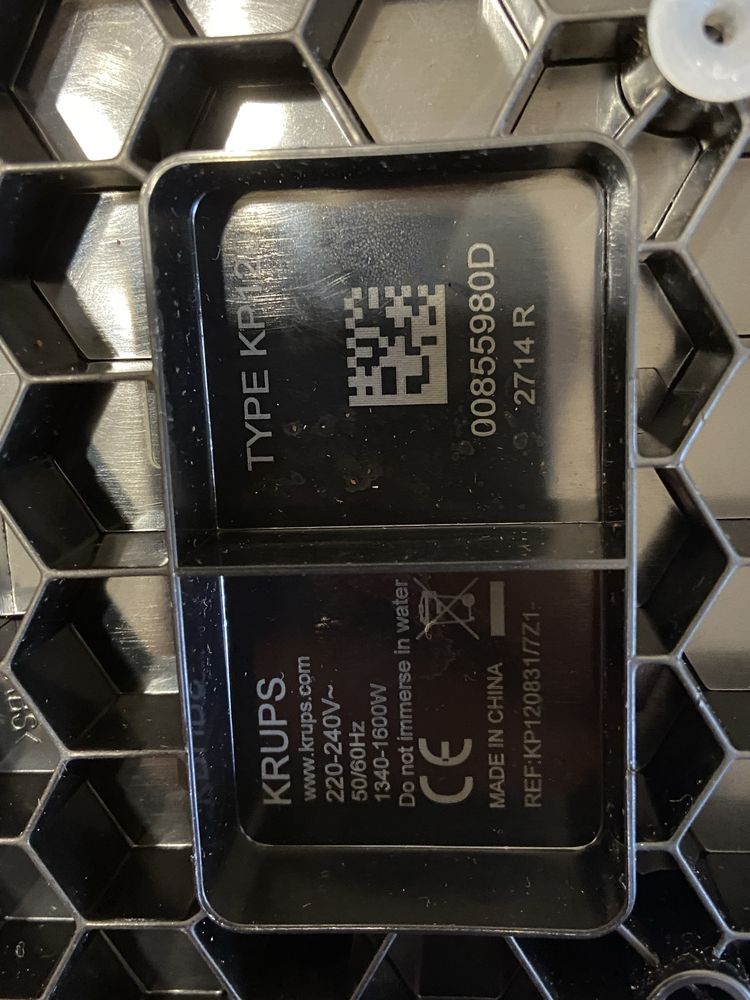 TYPE KP12
00855980D
2714 R
KRUPS
www.krups.com
220-240V~
50/60Hz
1340-1600W
Do not immerse in water
CE
MADE IN CHINA
REF:KP120831/7Z1-